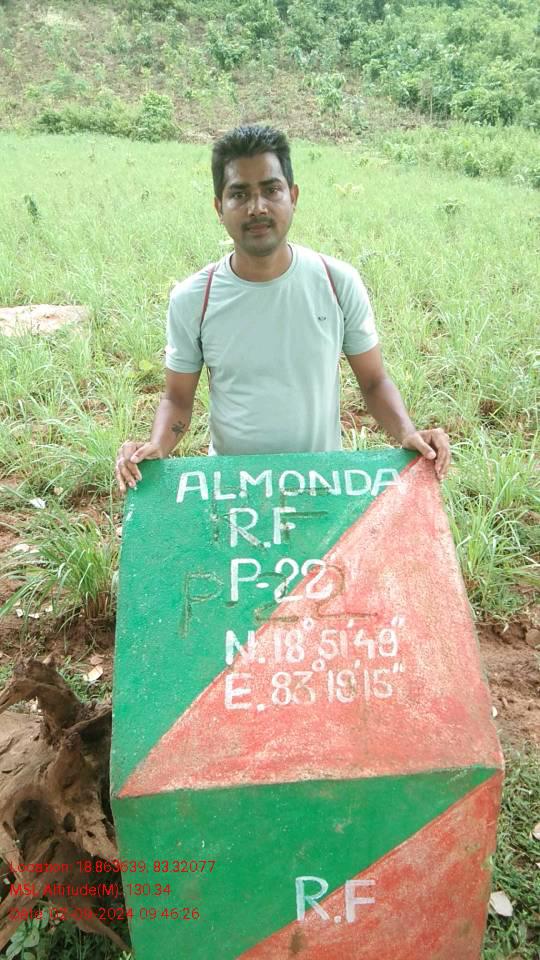 ALMONDA
R.F
P-22
N. 18° 51' 49"
E. 83° 19' 15"
R.F
Location: 18.863639, 83.32077
MSL Altitude(M): 130.34
Date: 02-09-2024 09:46:26